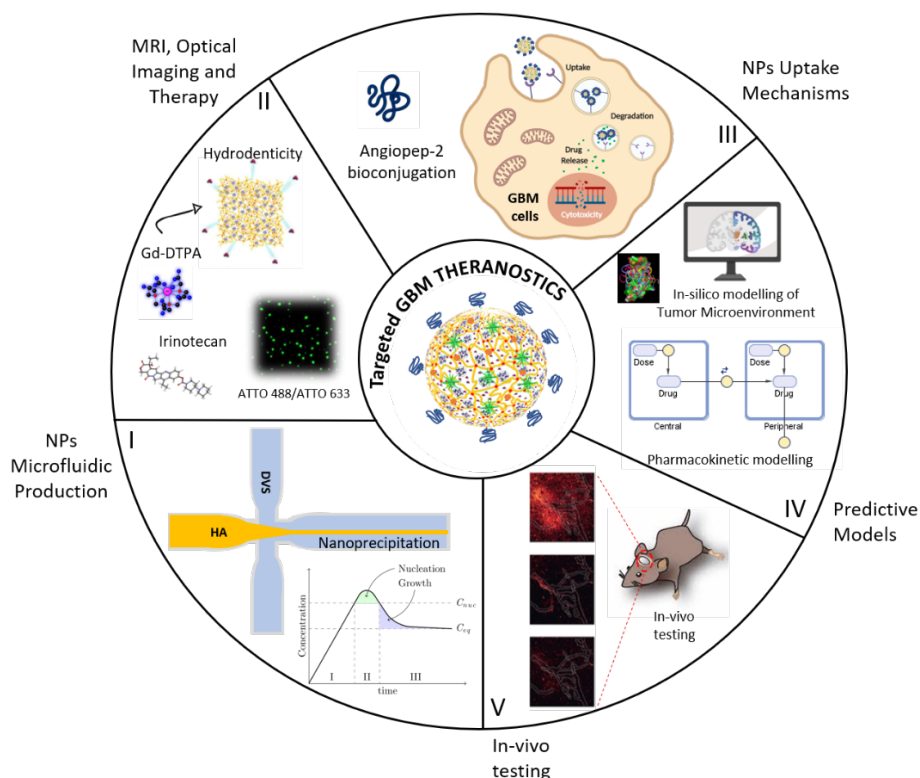 MRI, Optical
Imaging and
Therapy
II
Hydrodenticity
Gd-DTPA
Irinotecan
ATTO 488/ATTO 633
Angiopep-2
bioconjugation
Uptake
Degradation
Drug
Release
GBM
cells
Cytotoxicity
NPs Uptake
Mechanisms
III
In-silico modelling of
Tumor Microenvironment
Dose
Drug
Central
Dose
Drug
Peripheral
Pharmacokinetic modelling
IV
Predictive
Models
Targeted GBM THERANOSTICS
NPs
Microfluidic
Production
I
DVS
HA
Nanoprecipitation
Nuclention
Growth
C_nuc
C_eq
Concentration
I II III
time
In-vivo
testing
V
In-vivo
testing